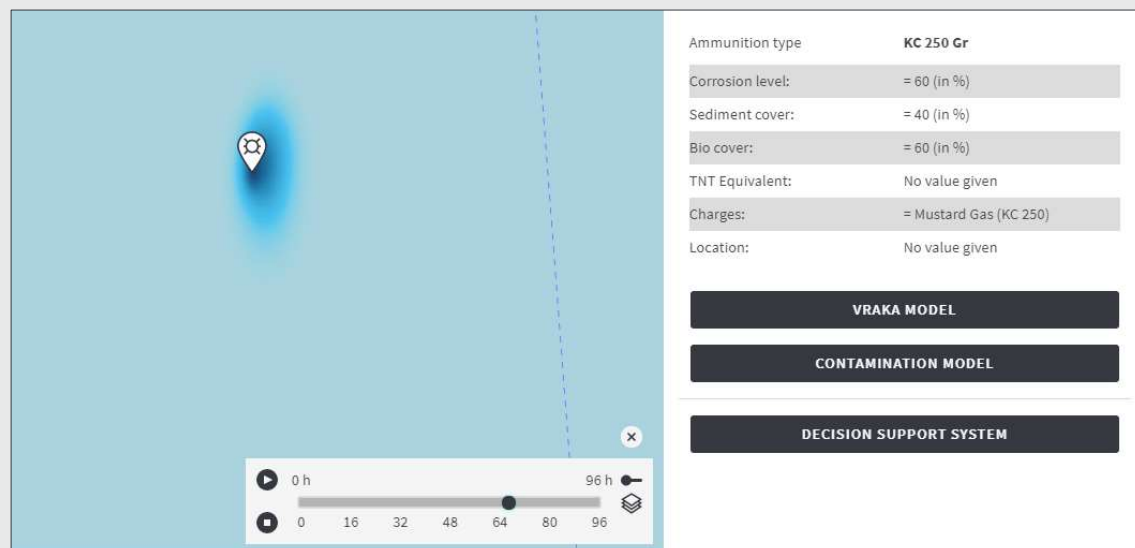 Ammunition type KC 250 Gr
Corrosion level: = 60 (in %)
Sediment cover: = 40 (in %)
Bio cover: = 60 (in %)
TNT Equivalent: No value given
Charges: = Mustard Gas (KC 250)
Location: No value given
VRAKA MODEL
CONTAMINATION MODEL
DECISION SUPPORT SYSTEM
0 h 96 h
0 16 32 48 64 80 96